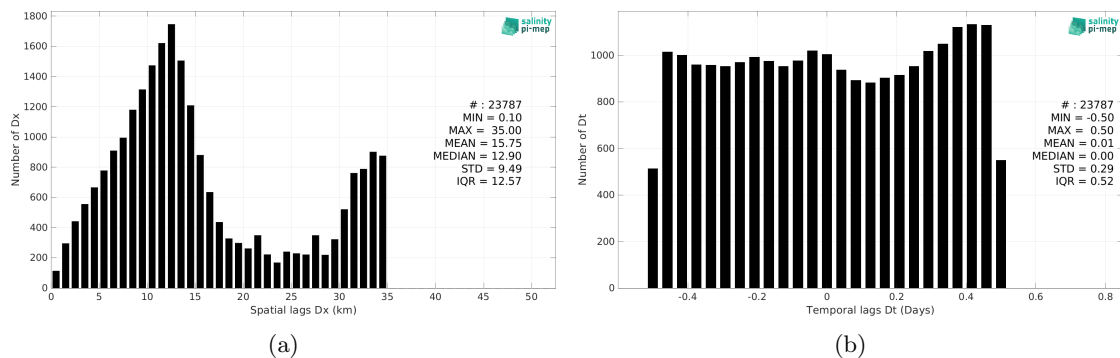 1800
1600
1400
1200
1000
800
600
400
200
0
Number of Dx
0 5 10 15 20 25 30 35 40 45 50
Spatial lags Dx (km)
salinity
pi-mep
# : 23787
MIN = 0.10
MAX = 35.00
MEAN = 15.75
MEDIAN = 12.90
STD = 9.49
IQR = 12.57
(a)
1000
800
600
400
200
0
Number of Dt
-0.4 -0.2 0 0.2 0.4 0.6 0.8
Temporal lags Dt (Days)
salinity
pi-mep
# : 23787
MIN = -0.50
MAX = 0.50
MEAN = 0.01
MEDIAN = 0.00
STD = 0.29
IQR = 0.52
(b)